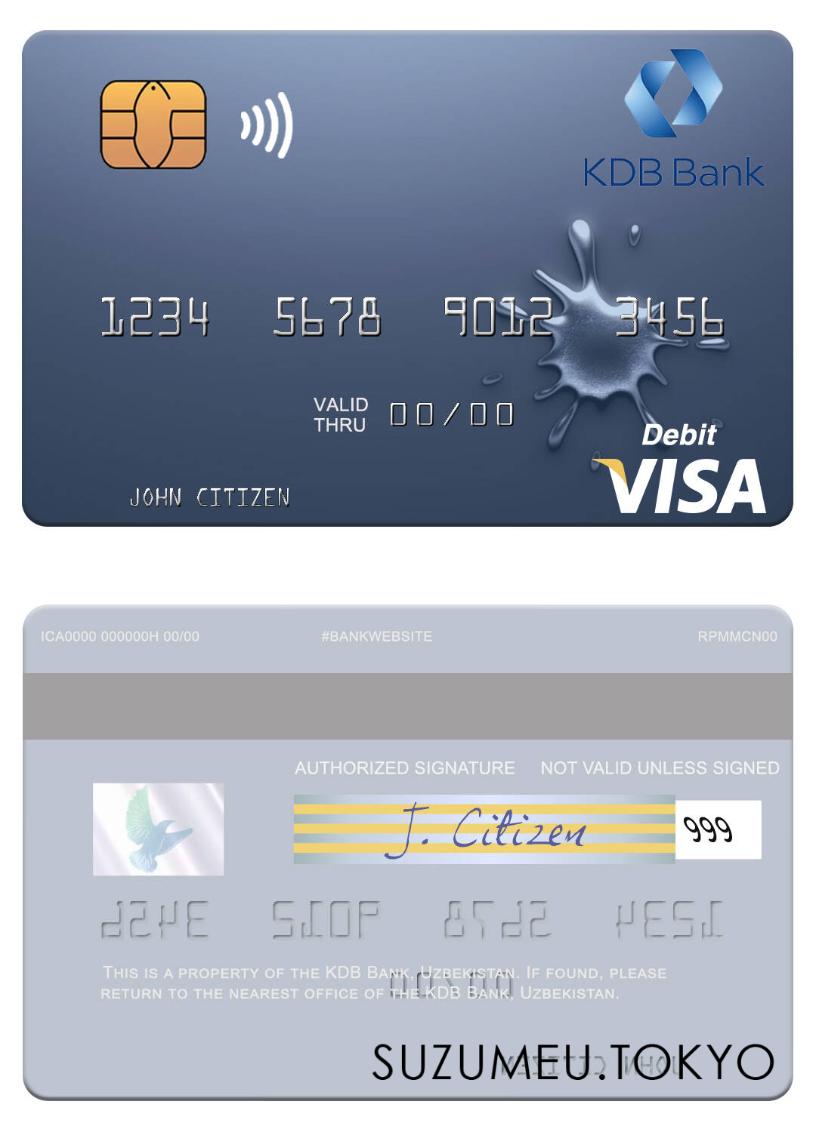 KDB Bank
1234 5678 9012 3456
VALID THRU 00/00
Debit
VISA
JOHN CITIZEN
ICA0000 000000H 00/00 #BANKWEBSITE RPMMCN00
AUTHORIZED SIGNATURE NOT VALID UNLESS SIGNED
J. Citizen 999
THIS IS A PROPERTY OF THE KDB BANK, UZBEKISTAN. IF FOUND, PLEASE
RETURN TO THE NEAREST OFFICE OF THE KDB BANK, UZBEKISTAN.
SUZUMEU.TOKYO